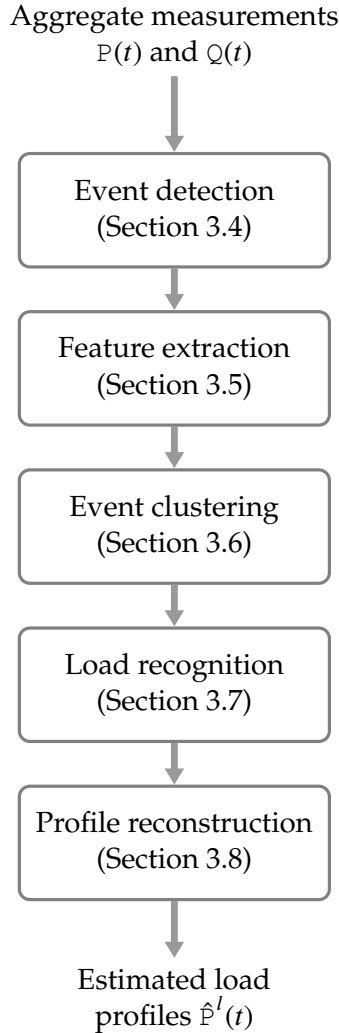 Aggregate measurements
P(t) and Q(t)
Event detection
(Section 3.4)
Feature extraction
(Section 3.5)
Event clustering
(Section 3.6)
Load recognition
(Section 3.7)
Profile reconstruction
(Section 3.8)
Estimated load
profiles P̂ˡ(t)